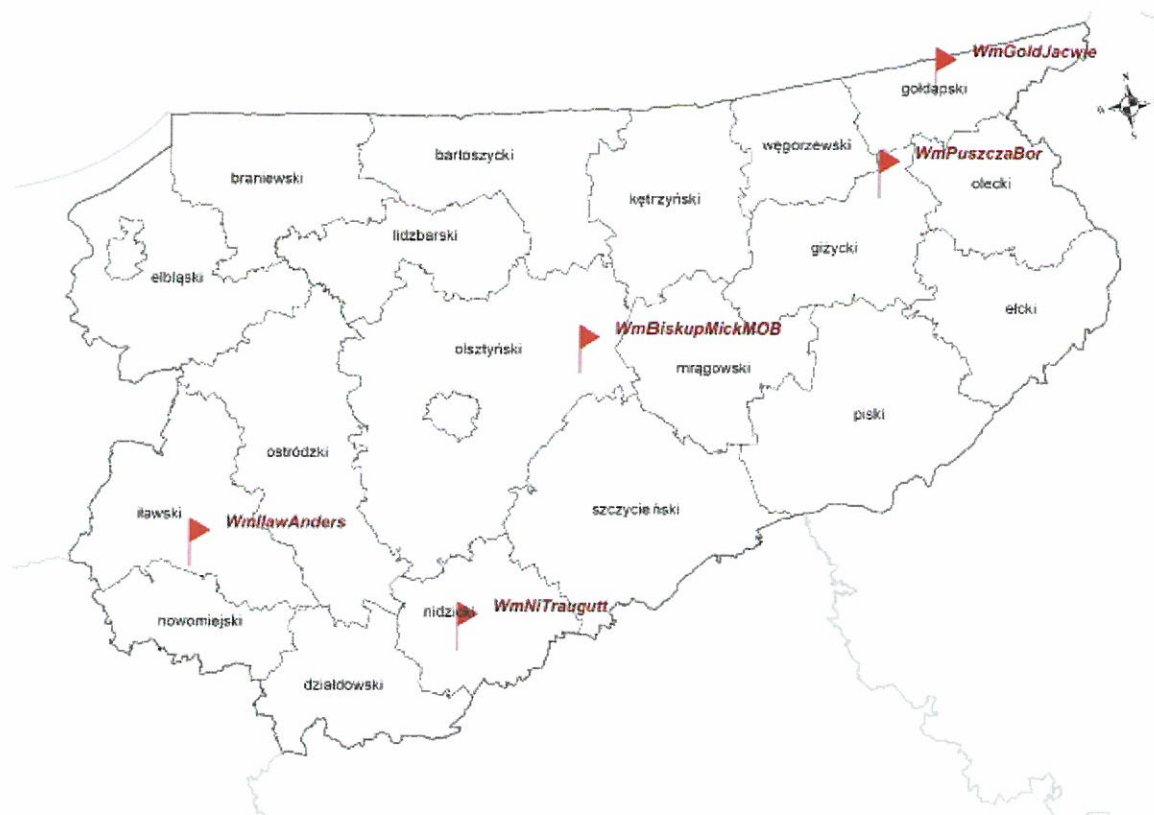 WmGoldJacwie
gołdapski
N
W
E
S
węgorzewski
WmPuszczaBor
bartoszycki
olecki
braniewski
kętrzyński
lidzbarski
giżycki
elbląski
ełcki
WmBiskupMickMOB
olsztyński
mrągowski
piski
ostródzki
iławski
WmIławAnders
szczycieński
nidzicki
WmNiTraugutt
nowomiejski
działdowski